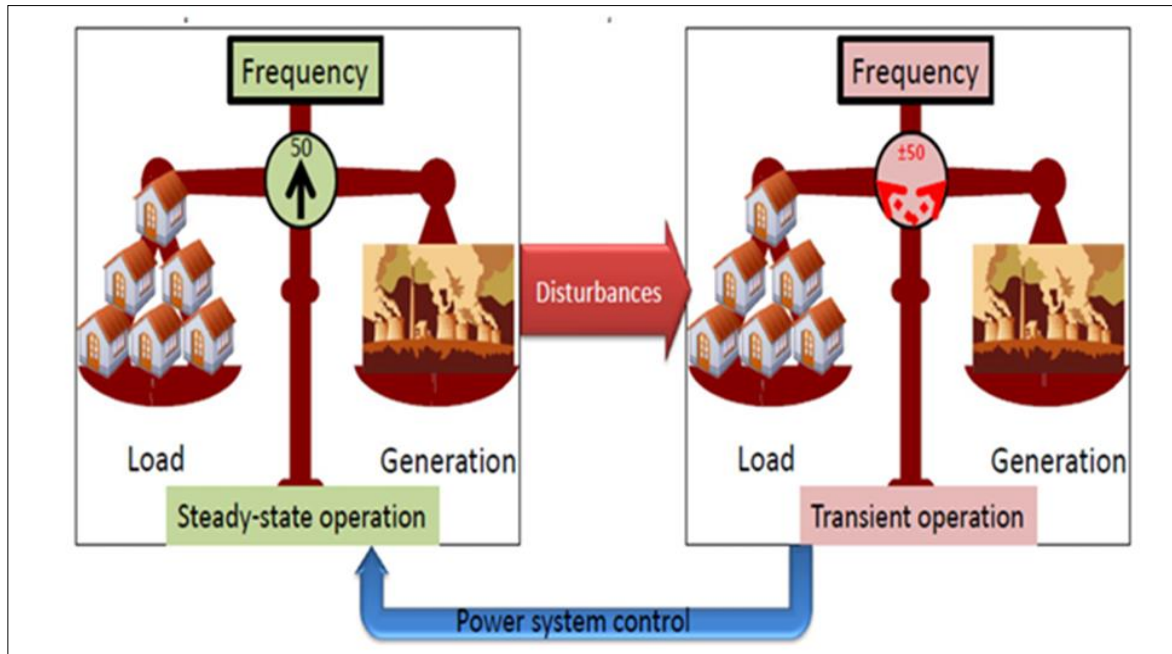 Frequency
50
Load
Generation
Steady-state operation
Disturbances
Frequency
±50
Load
Generation
Transient operation
Power system control